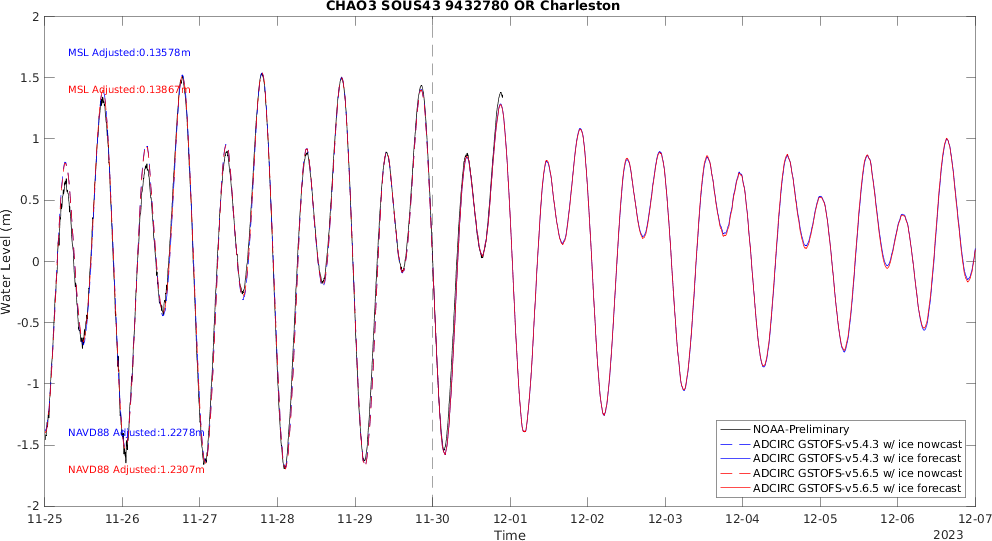 CHAO3 SOUS43 9432780 OR Charleston
2
1.5
1
0.5
0
-0.5
-1
-1.5
-2
Water Level (m)
MSL Adjusted:0.13578m
MSL Adjusted:0.13867m
NAVD88 Adjusted:1.2278m
NAVD88 Adjusted:1.2307m
NOAA-Preliminary
ADCIRC GSTOFS-v5.4.3 w/ ice nowcast
ADCIRC GSTOFS-v5.4.3 w/ ice forecast
ADCIRC GSTOFS-v5.6.5 w/ ice nowcast
ADCIRC GSTOFS-v5.6.5 w/ ice forecast
11-25 11-26 11-27 11-28 11-29 11-30 12-01 12-02 12-03 12-04 12-05 12-06 12-07
Time
2023